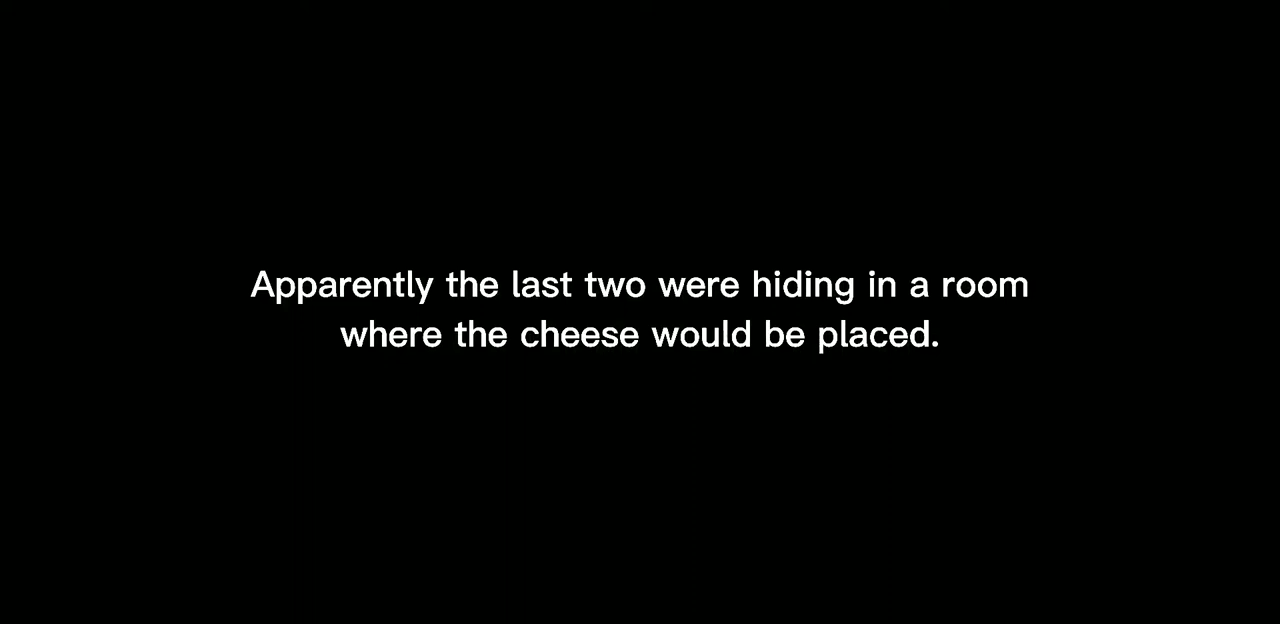 Apparently the last two were hiding in a room
where the cheese would be placed.